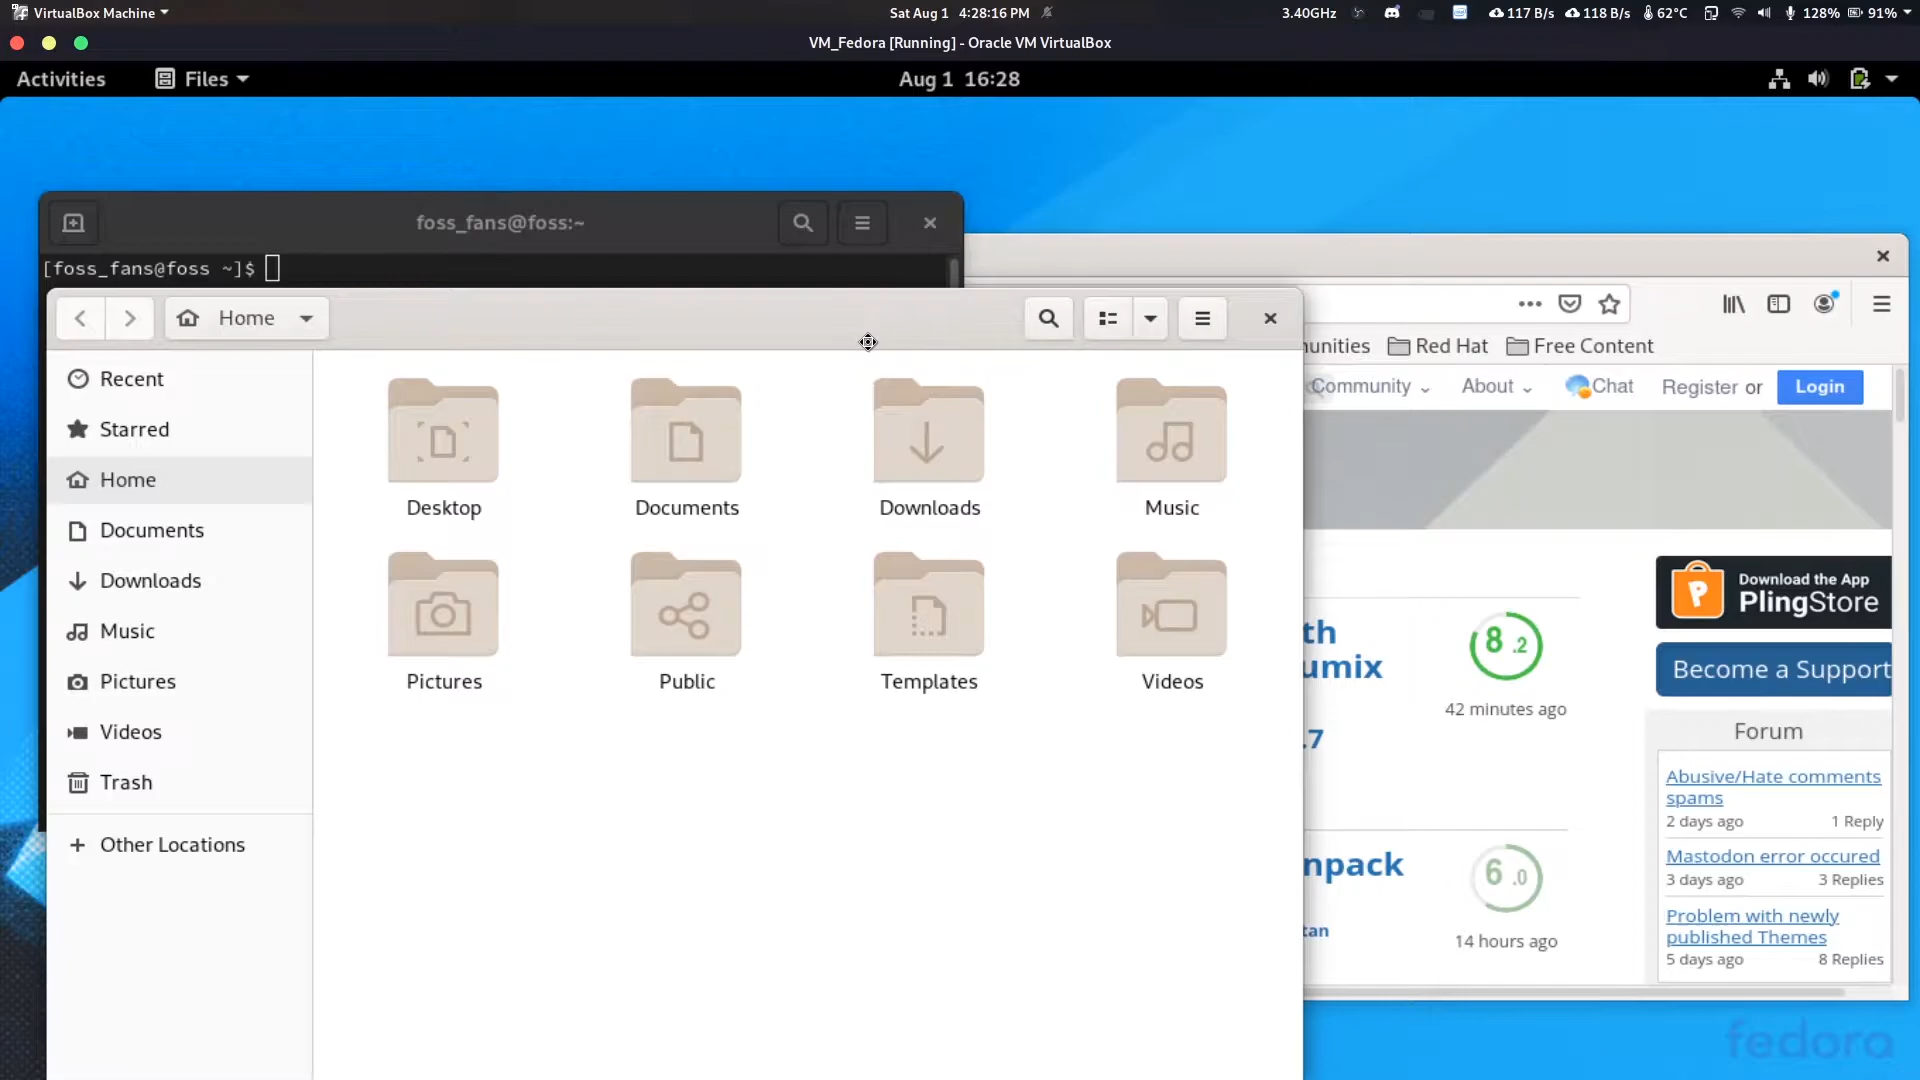 VirtualBox Machine
Sat Aug 1 4:28:16 PM
3.40GHz
117 B/s
118 B/s
62°C
128%
91%
VM_Fedora [Running] - Oracle VM VirtualBox
Activities
Files
Aug 1 16:28
foss_fans@foss:~
[foss_fans@foss ~]$
Home
Recent
Starred
Home
Documents
Downloads
Music
Pictures
Videos
Trash
Other Locations
Desktop
Documents
Downloads
Music
Pictures
Public
Templates
Videos
unities
Red Hat
Free Content
Community
About
Chat
Register or
Login
th
umix
8.2
42 minutes ago
.7
npack
6.0
tan
14 hours ago
Download the App
PlingStore
Become a Support
Forum
Abusive/Hate comments
spams
2 days ago 1 Reply
Mastodon error occured
3 days ago 3 Replies
Problem with newly
published Themes
5 days ago 8 Replies
fedora